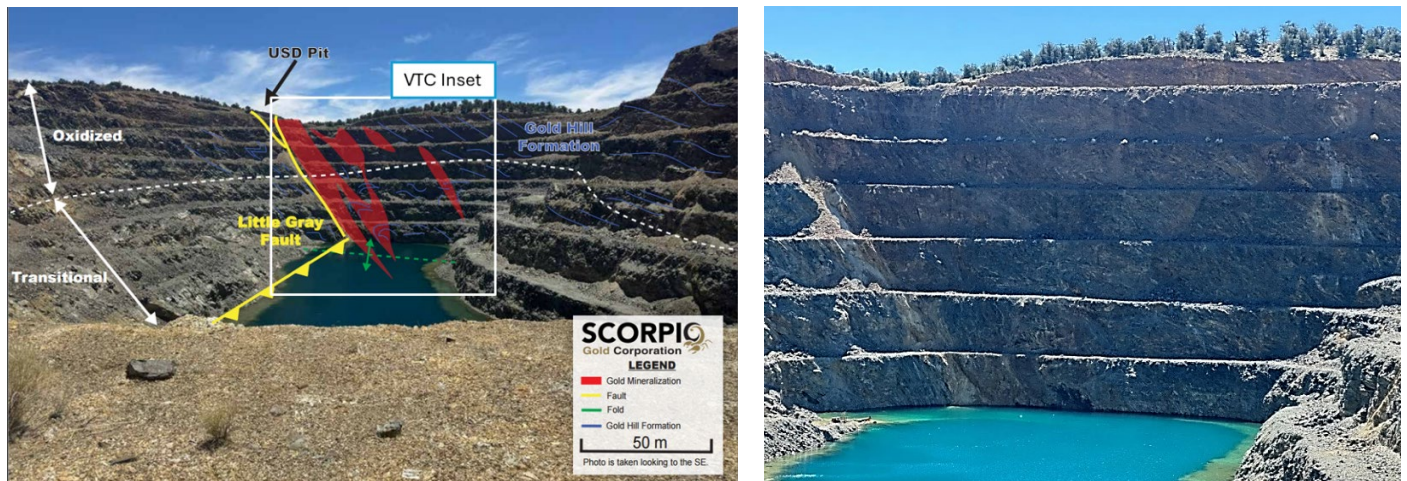 USD Pit
VTC Inset
Oxidized
Gold Hill
Formation
Little Gray
Fault
Transitional
SCORPIO
Gold Corporation
LEGEND
Gold Mineralization
Fault
Fold
Gold Hill Formation
50 m
Photo is taken looking to the SE.